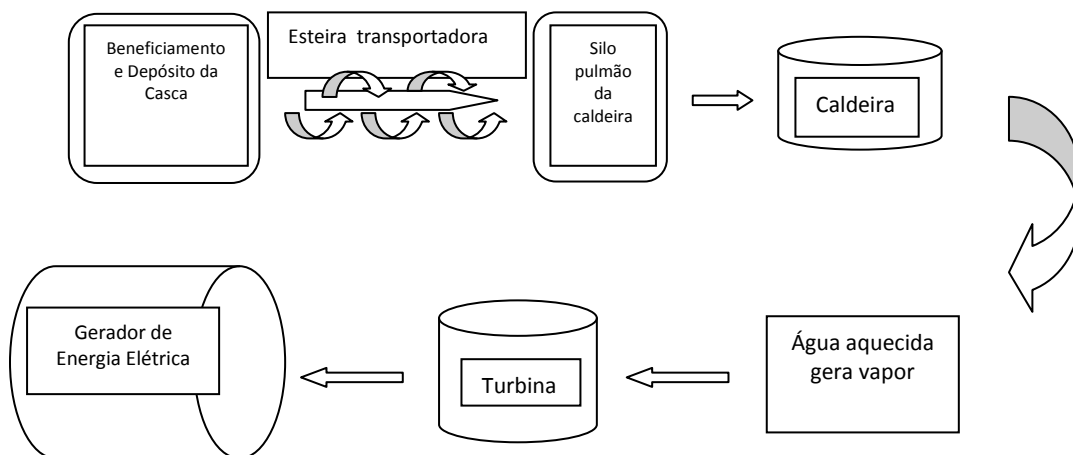 Beneficiamento
e Depósito da
Casca
Esteira transportadora
Silo
pulmão
da
caldeira
Caldeira
Água aquecida
gera vapor
Turbina
Gerador de
Energia Elétrica